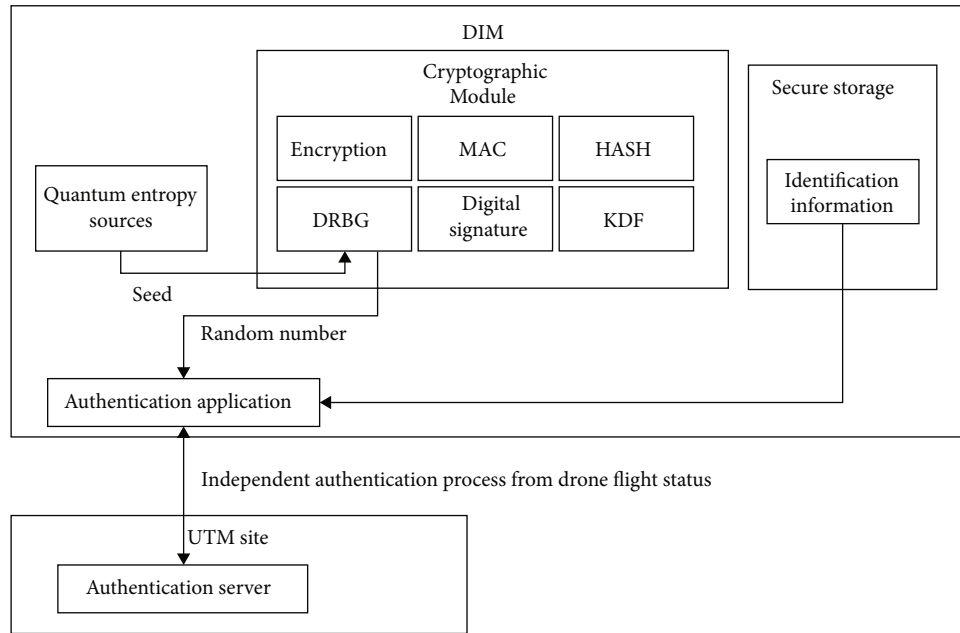 DIM
Cryptographic
Module
Secure storage
Encryption
MAC
HASH
Quantum entropy
sources
DRBG
Digital
signature
KDF
Identification
information
Seed
Random number
Authentication application
Independent authentication process from drone flight status
UTM site
Authentication server